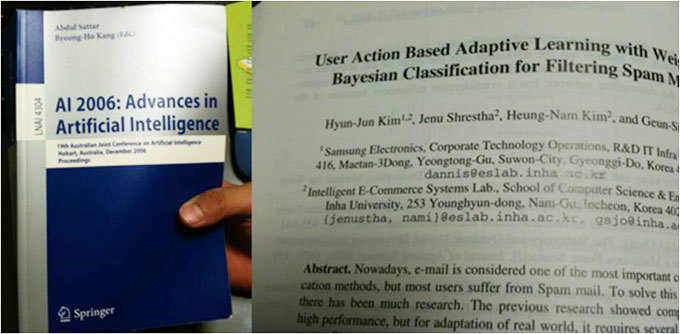 Abdul Sattar
Byeong-Ho Kang (Eds.)
LNAI 4304
AI 2006: Advances in
Artificial Intelligence
19th Australian Joint Conference on Artificial Intelligence
Hobart, Australia, December 2006
Proceedings
Springer
User Action Based Adaptive Learning with Wei
Bayesian Classification for Filtering Spam M
Hyun-Jun Kim1,2, Jenu Shrestha2, Heung-Nam Kim2, and Geun-Si
1 Samsung Electronics, Corporate Technology Operations, R&D IT Infra
416, Maetan-3Dong, Yeongtong-Gu, Suwon-City, Gyeonggi-Do, Korea 4
dannis@eslab.inha.ac.kr
2 Intelligent E-Commerce Systems Lab., School of Computer Science & En
Inha University, 253 Younghyun-dong, Nam-Gu, Incheon, Korea 402
{jenustha, nami}@eslab.inha.ac.kr, gsjo@inha.a
Abstract. Nowadays, e-mail is considered one of the most important c
cation methods, but most users suffer from Spam mail. To solve this
there has been much research. The previous research showed comp
high performance, but for adaptation of real world, it requires several